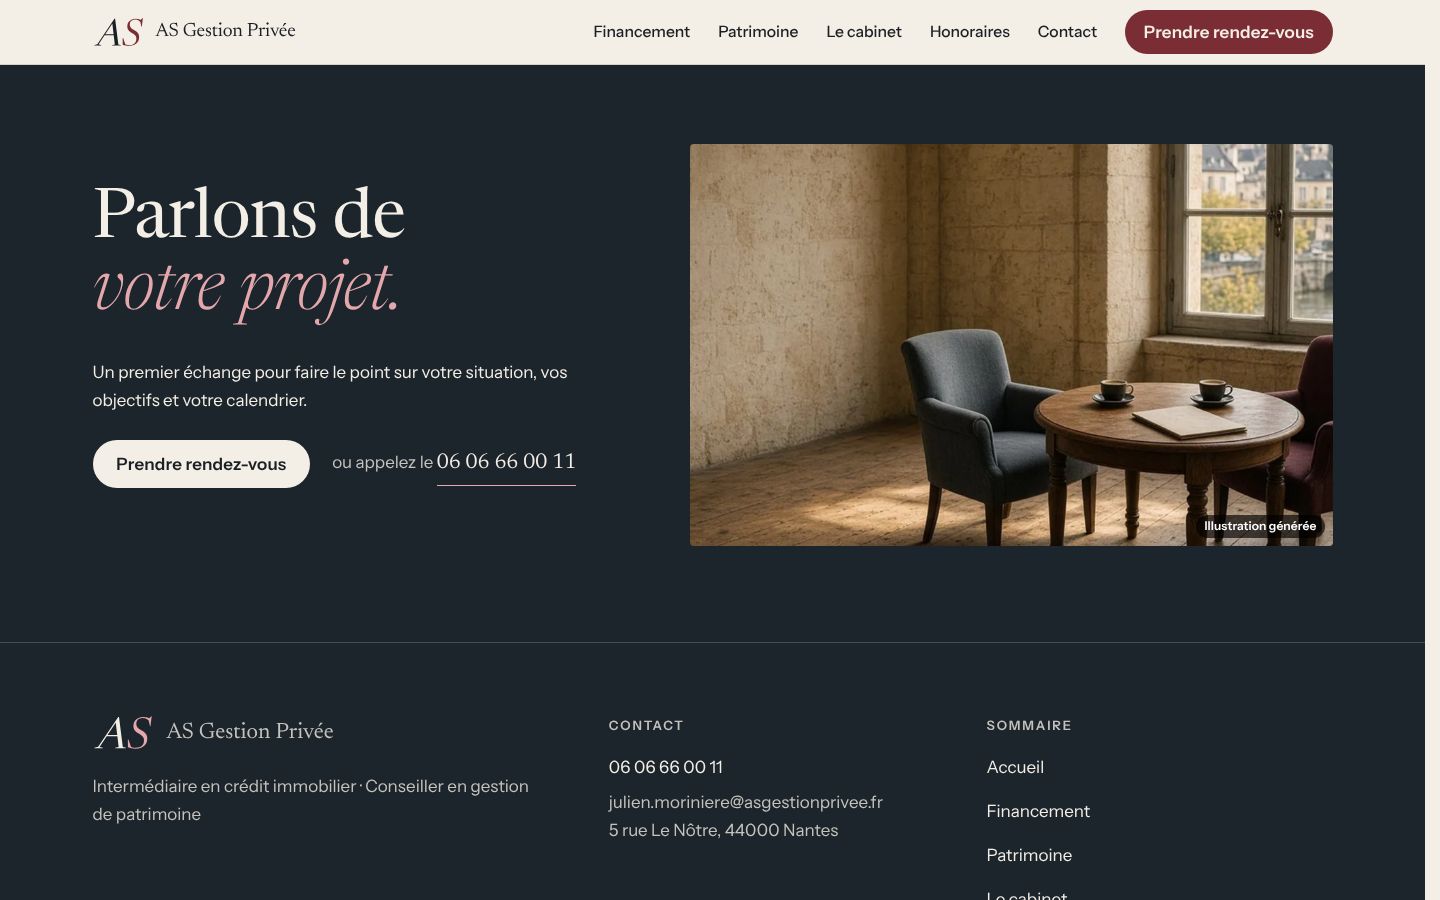 AS AS Gestion Privée
Financement
Patrimoine
Le cabinet
Honoraires
Contact
Prendre rendez-vous
Parlons de
votre projet.
Un premier échange pour faire le point sur votre situation, vos
objectifs et votre calendrier.
Prendre rendez-vous
ou appelez le 06 06 66 00 11
Illustration générée
AS AS Gestion Privée
Intermédiaire en crédit immobilier · Conseiller en gestion
de patrimoine
CONTACT
06 06 66 00 11
julien.moriniere@asgestionprivee.fr
5 rue Le Nôtre, 44000 Nantes
SOMMAIRE
Accueil
Financement
Patrimoine
Le cabinet